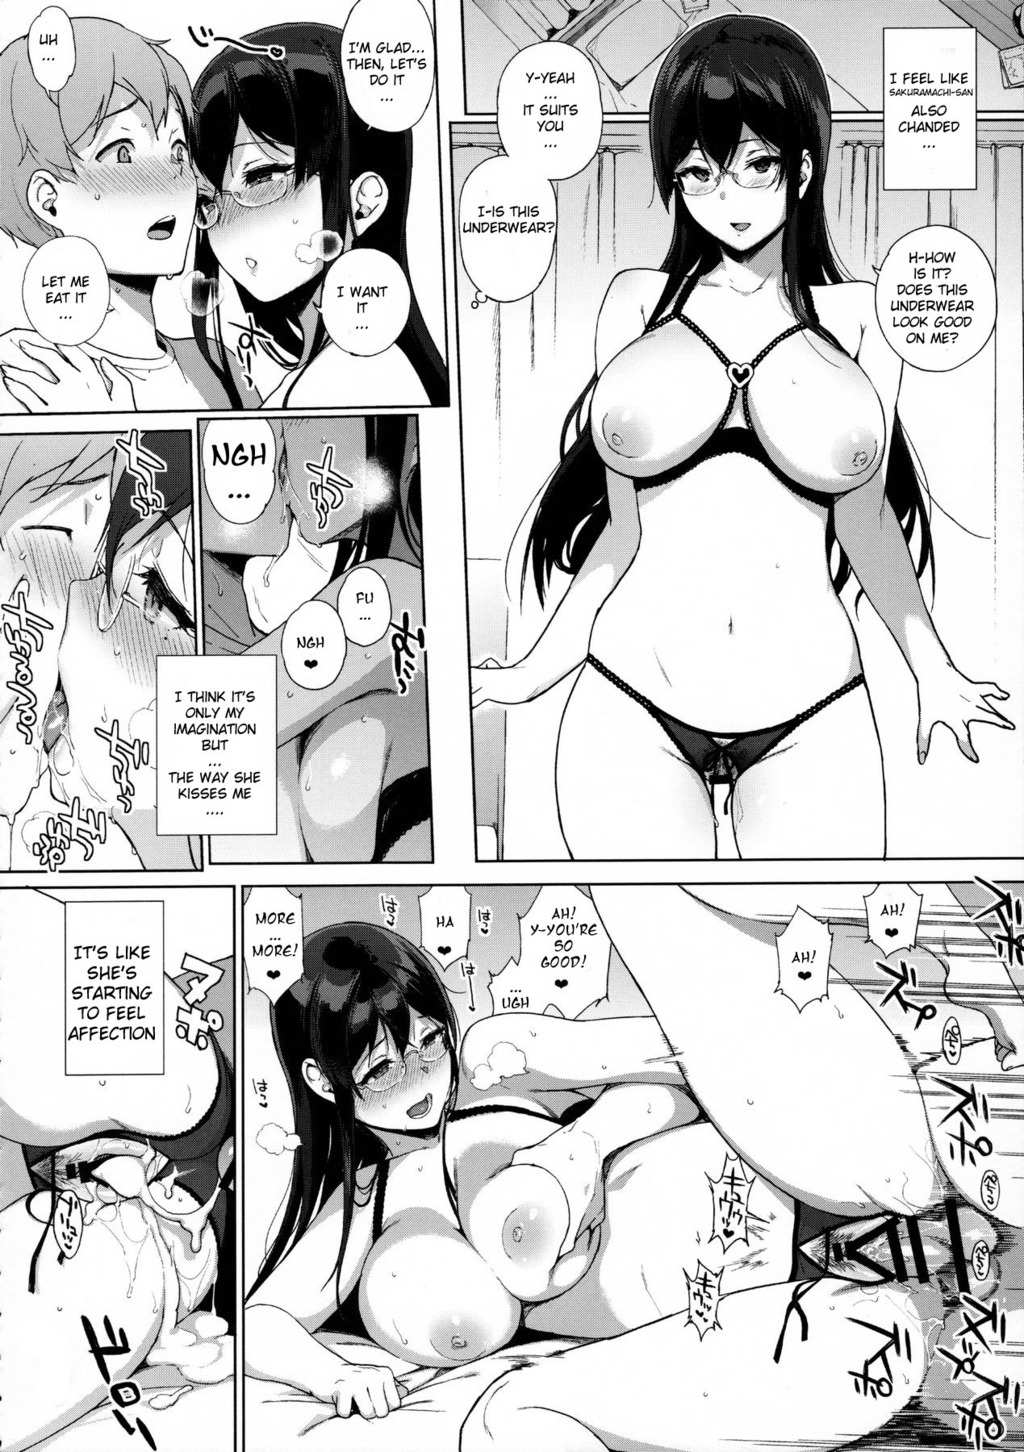 I FEEL LIKE
SAKURAMACHI-SAN
ALSO
CHANDED
...
H-HOW
IS IT?
DOES THIS
UNDERWEAR
LOOK GOOD
ON ME?
Y-YEAH
...
IT SUITS
YOU
...
I-IS THIS
UNDERWEAR?
I'M GLAD...
THEN, LET'S
DO IT
...
UH
...
I WANT
IT
...
LET ME
EAT IT
...
NGH
...
FU
...
NGH
♥
I THINK IT'S
ONLY MY
IMAGINATION
BUT
...
THE WAY SHE
KISSES ME
....
AH!
♥
AH!
♥
AH!
Y-YOU'RE
SO
GOOD!
♥
...
UGH
HA
♥
MORE
...
MORE!
♥
IT'S LIKE
SHE'S
STARTING
TO FEEL
AFFECTION